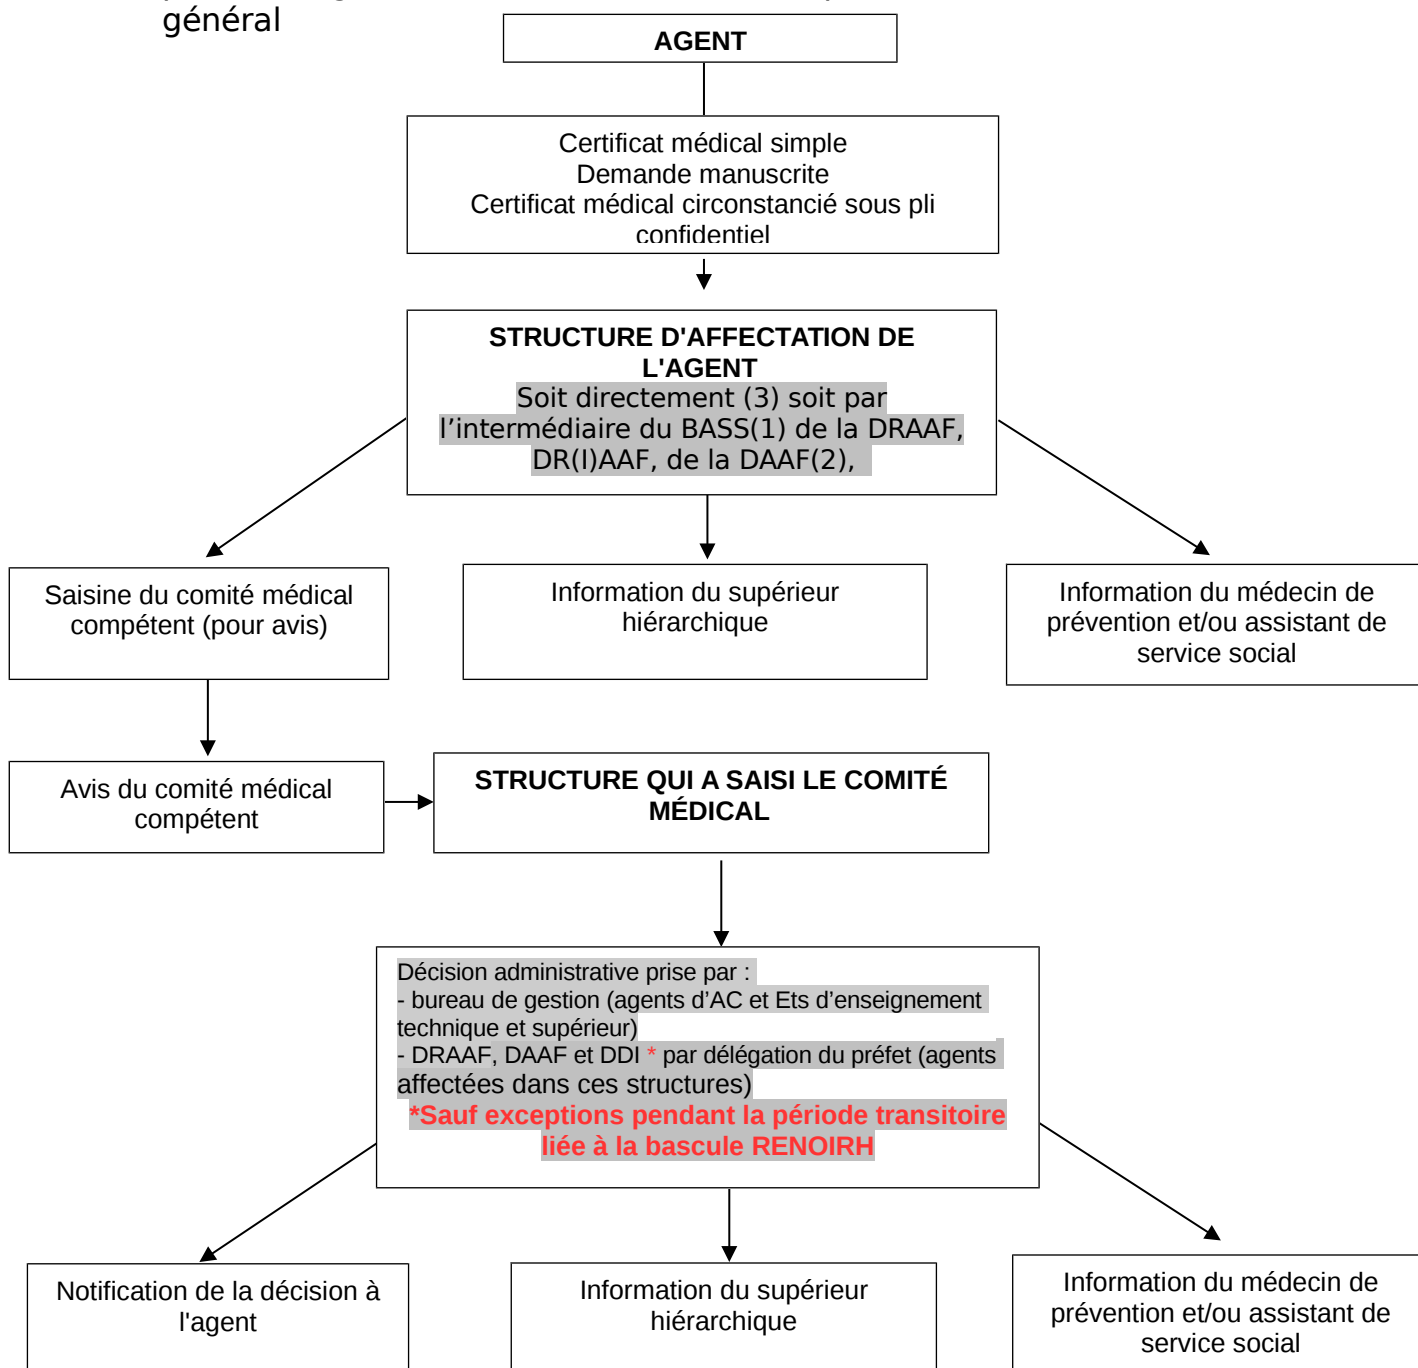 général
AGENT
Certificat médical simple
Demande manuscrite
Certificat médical circonstancié sous pli
confidentiel
STRUCTURE D'AFFECTATION DE
L'AGENT
Soit directement (3) soit par
l’intermédiaire du BASS(1) de la DRAAF,
DR(I)AAF, de la DAAF(2),
Saisine du comité médical
compétent (pour avis)
Information du supérieur
hiérarchique
Information du médecin de
prévention et/ou assistant de
service social
Avis du comité médical
compétent
STRUCTURE QUI A SAISI LE COMITÉ
MÉDICAL
Décision administrative prise par :
- bureau de gestion (agents d’AC et Ets d’enseignement
technique et supérieur)
- DRAAF, DAAF et DDI * par délégation du préfet (agents
affectées dans ces structures)
*Sauf exceptions pendant la période transitoire
liée à la bascule RENOIRH
Notification de la décision à
l'agent
Information du supérieur
hiérarchique
Information du médecin de
prévention et/ou assistant de
service social